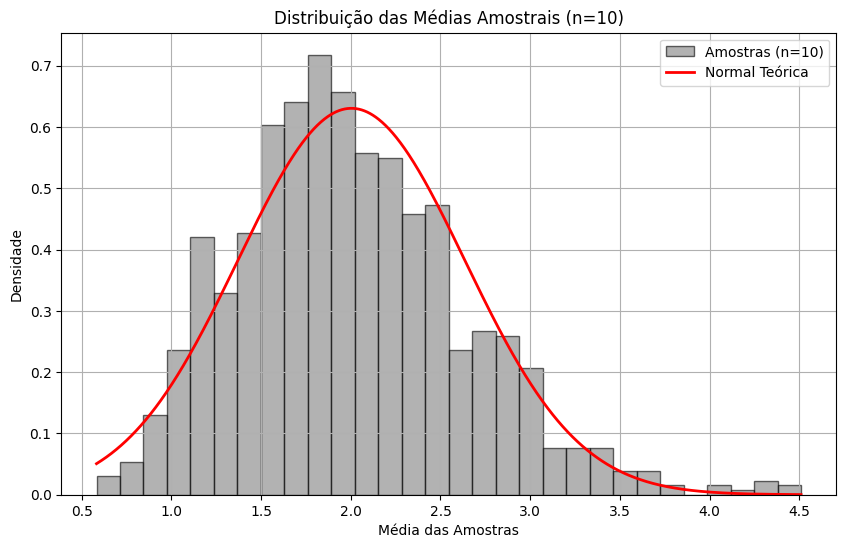 Distribuição das Médias Amostrais (n=10)
Amostras (n=10)
Normal Teórica
Densidade
0.7
0.6
0.5
0.4
0.3
0.2
0.1
0.0
0.5 1.0 1.5 2.0 2.5 3.0 3.5 4.0 4.5
Média das Amostras